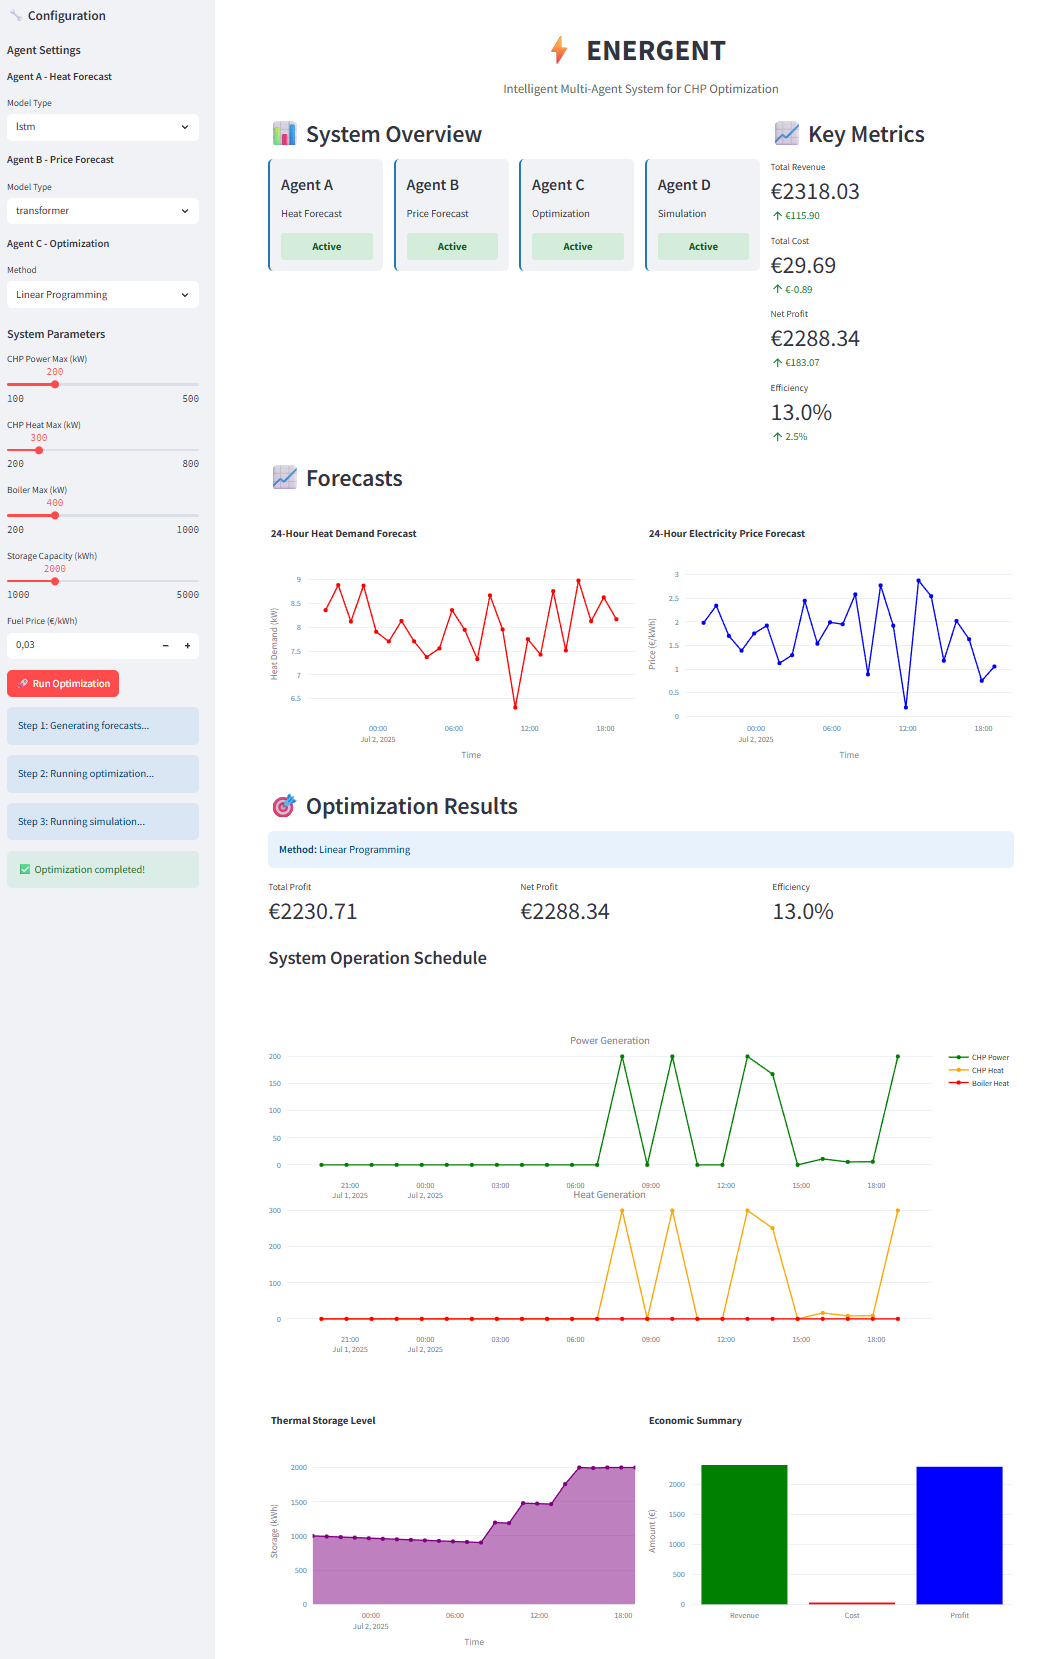 Configuration
Agent Settings
Agent A - Heat Forecast
Model Type
lstm
Agent B - Price Forecast
Model Type
transformer
Agent C - Optimization
Method
Linear Programming
System Parameters
CHP Power Max (kW)
200
100 500
CHP Heat Max (kW)
300
200 800
Boiler Max (kW)
400
200 1000
Storage Capacity (kWh)
2000
1000 5000
Fuel Price (€/kWh)
0,03 − +
Run Optimization
Step 1: Generating forecasts...
Step 2: Running optimization...
Step 3: Running simulation...
Optimization completed!
ENERGENT
Intelligent Multi-Agent System for CHP Optimization
System Overview
Agent A
Heat Forecast
Active
Agent B
Price Forecast
Active
Agent C
Optimization
Active
Agent D
Simulation
Active
Key Metrics
Total Revenue
€2318.03
↑ €115.90
Total Cost
€29.69
↑ €-0.89
Net Profit
€2288.34
↑ €183.07
Efficiency
13.0%
↑ 2.5%
Forecasts
24-Hour Heat Demand Forecast
Heat Demand (kW)
9
8.5
8
7.5
7
6.5
00:00 06:00 12:00 18:00
Jul 2, 2025
Time
24-Hour Electricity Price Forecast
Price (€/kWh)
3
2.5
2
1.5
1
0.5
0
00:00 06:00 12:00 18:00
Jul 2, 2025
Time
Optimization Results
Method: Linear Programming
Total Profit
€2230.71
Net Profit
€2288.34
Efficiency
13.0%
System Operation Schedule
Power Generation
200
150
100
50
0
21:00 00:00 03:00 06:00 09:00 12:00 15:00 18:00
Jul 1, 2025 Jul 2, 2025
CHP Power
CHP Heat
Boiler Heat
Heat Generation
300
200
100
0
21:00 00:00 03:00 06:00 09:00 12:00 15:00 18:00
Jul 1, 2025 Jul 2, 2025
Thermal Storage Level
Storage (kWh)
2000
1500
1000
500
0
00:00 06:00 12:00 18:00
Jul 2, 2025
Time
Economic Summary
Amount (€)
2000
1500
1000
500
0
Revenue Cost Profit